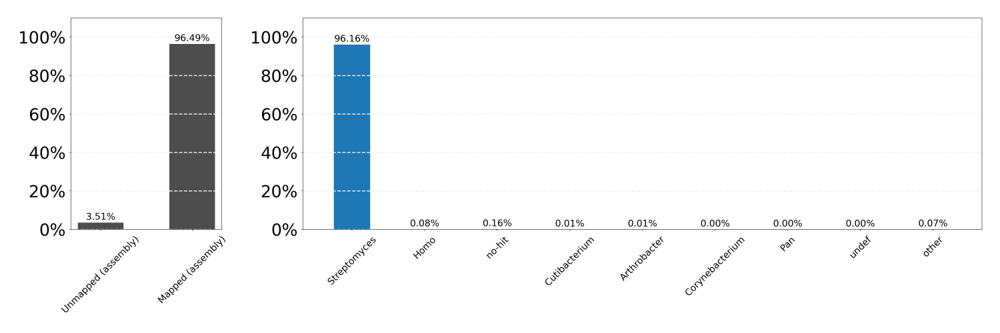 100%
80%
60%
40%
20%
0%
3.51%
96.49%
Unmapped (assembly)
Mapped (assembly)
100%
80%
60%
40%
20%
0%
96.16%
0.08%
0.16%
0.01%
0.01%
0.00%
0.00%
0.00%
0.07%
Streptomyces
Homo
no-hit
Cutibacterium
Arthrobacter
Corynebacterium
Pan
undef
other